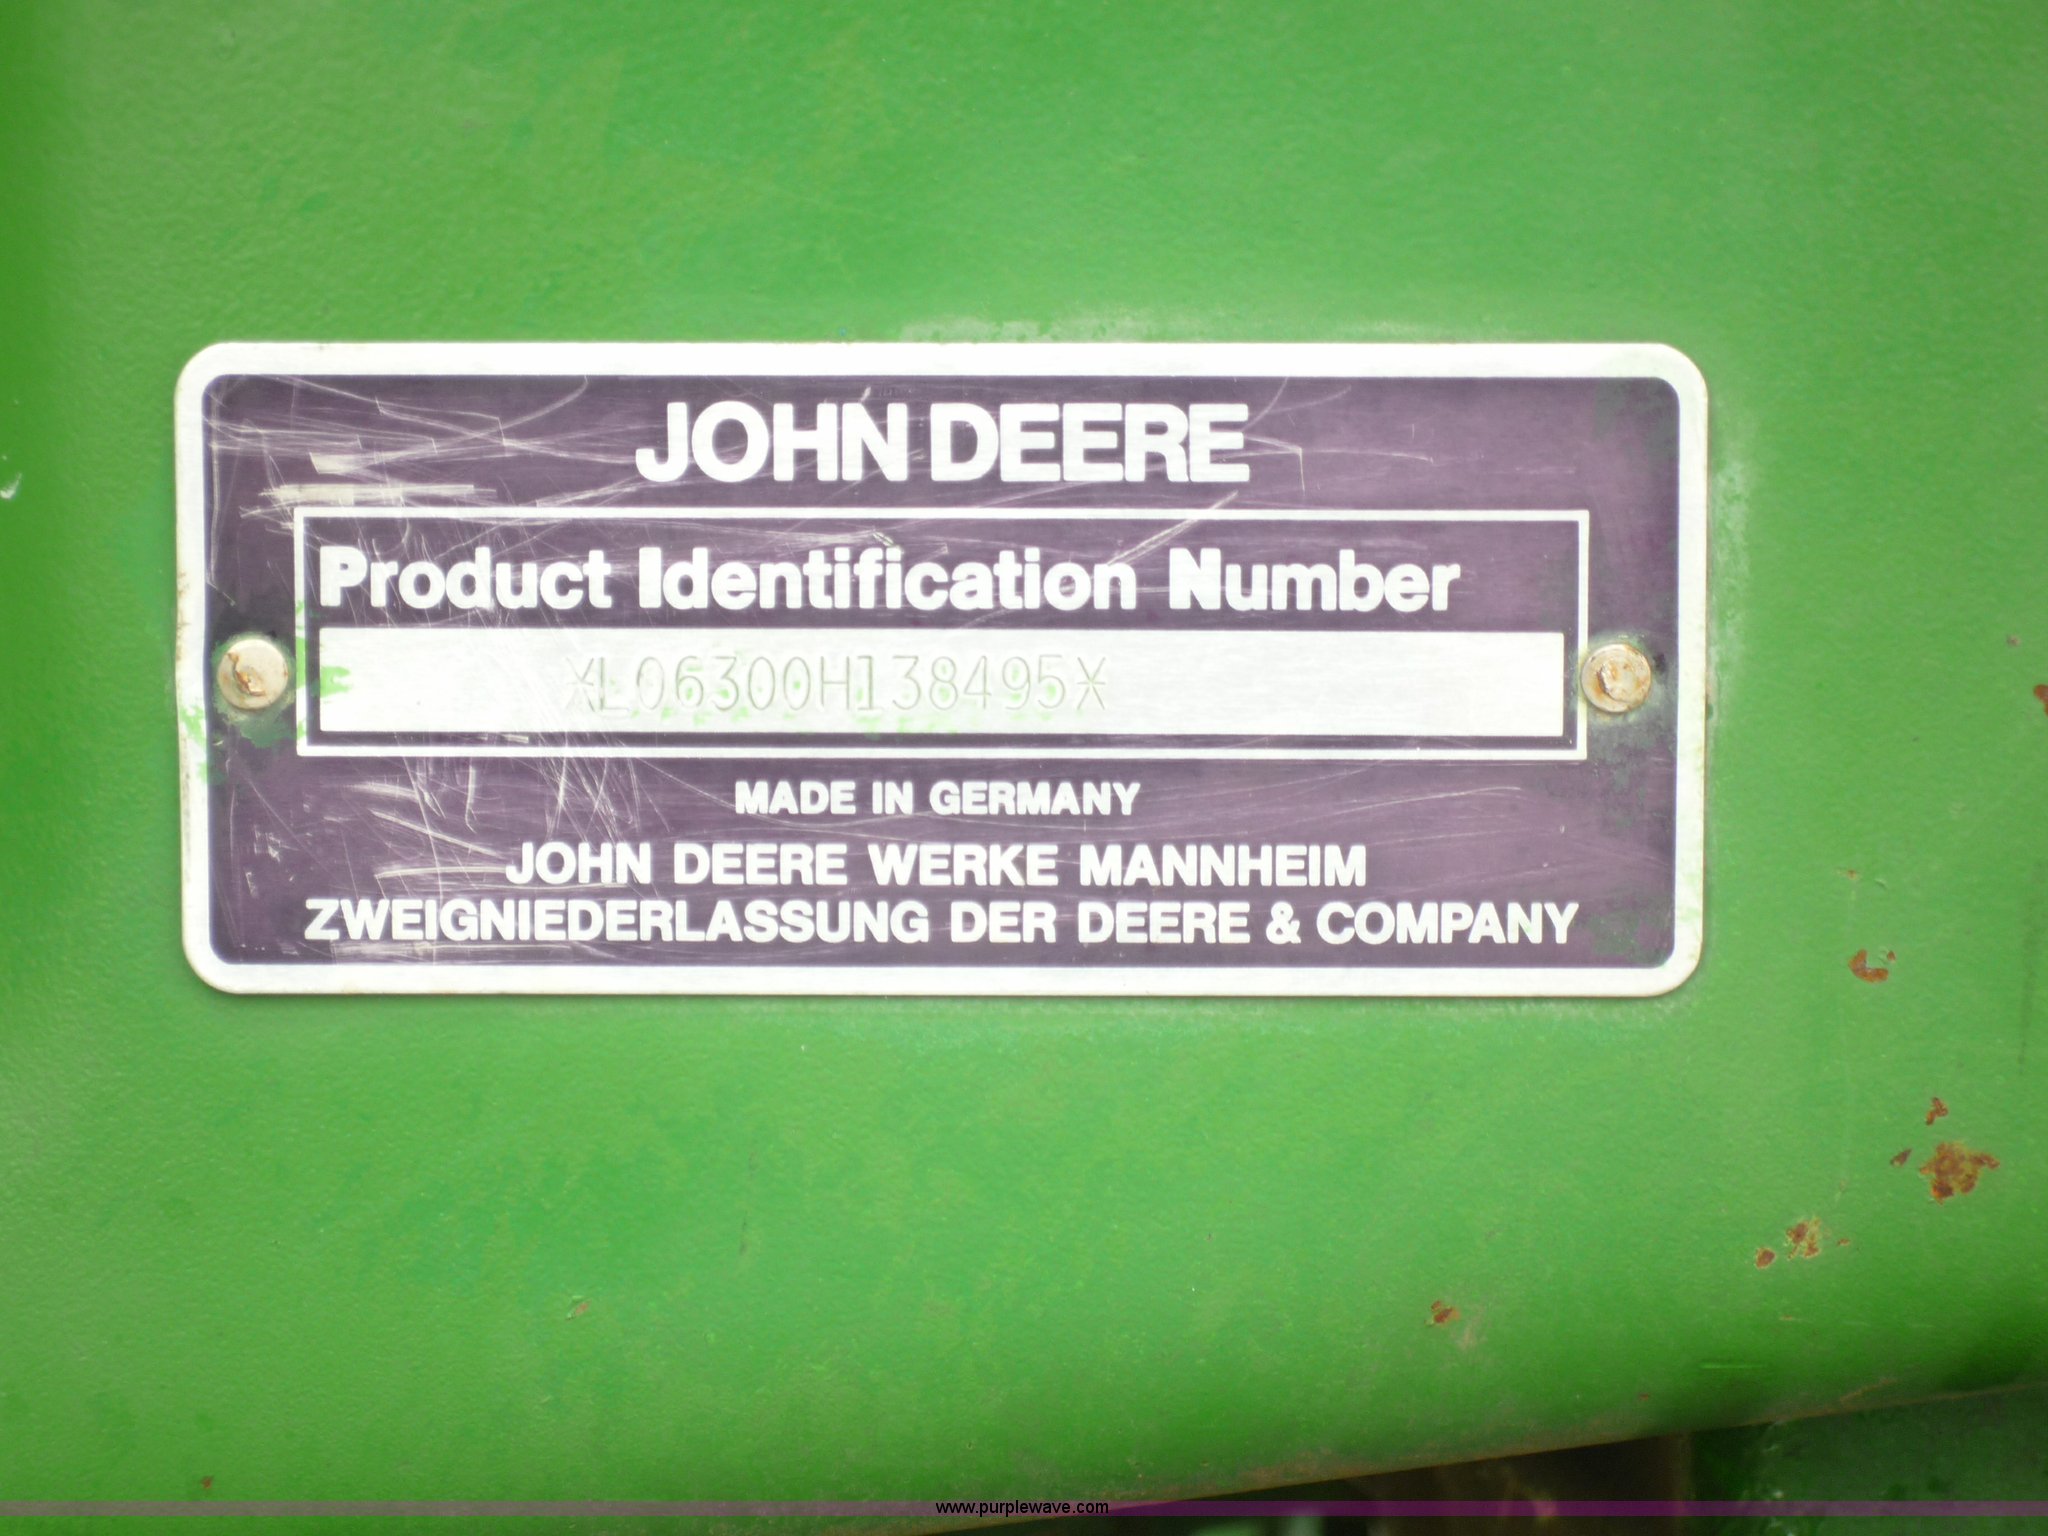 JOHN DEERE
Product Identification Number
*L06300H138495*
MADE IN GERMANY
JOHN DEERE WERKE MANNHEIM
ZWEIGNIEDERLASSUNG DER DEERE & COMPANY
www.purplewave.com